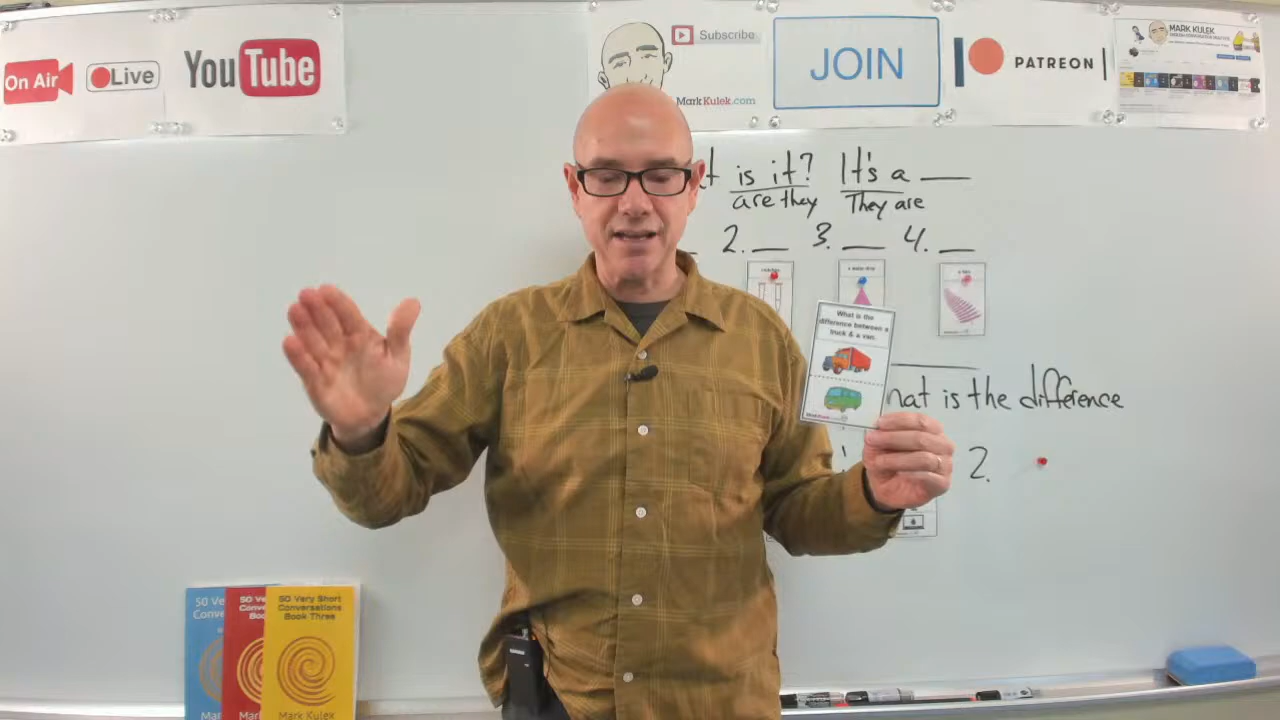 On Air
Live
YouTube
Subscribe
MarkKulek.com
JOIN
PATREON
MARK KULEK
is it? It's a
are they They are
2. 3. 4.
What is the
difference between a
truck & a van.
hat is the difference
2.
50 Very Short
Conversations
Book Three
Mark Kulek